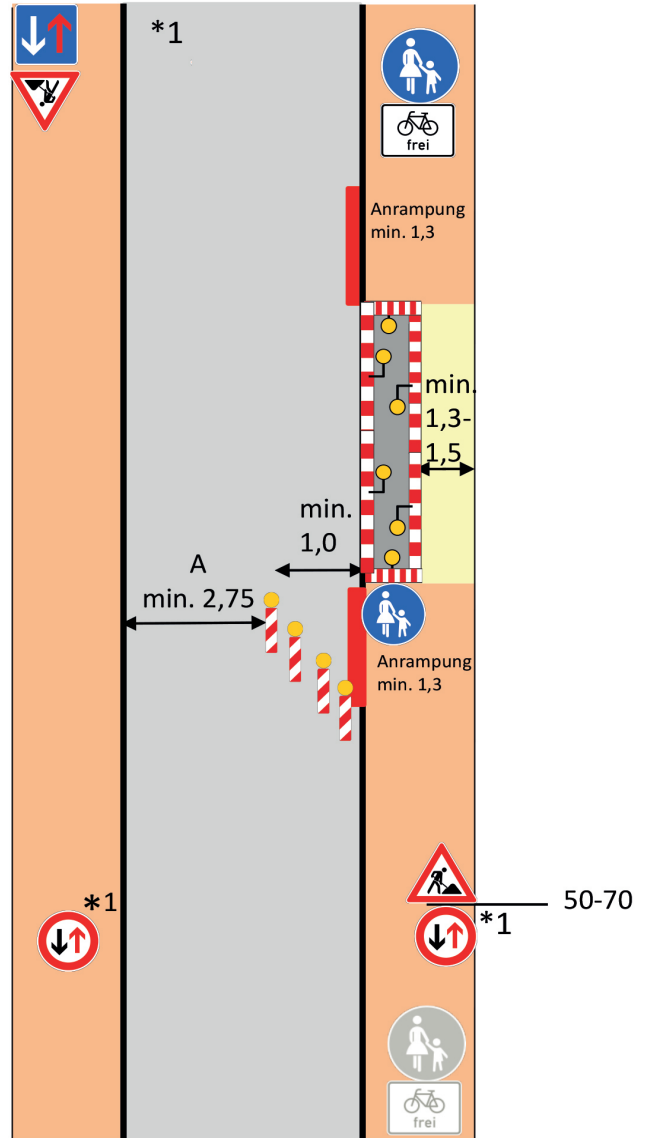 *1
frei
Anrampung
min. 1,3
min.
1,3-
1,5
min.
1,0
A
min. 2,75
Anrampung
min. 1,3
50-70
*1
*1
frei